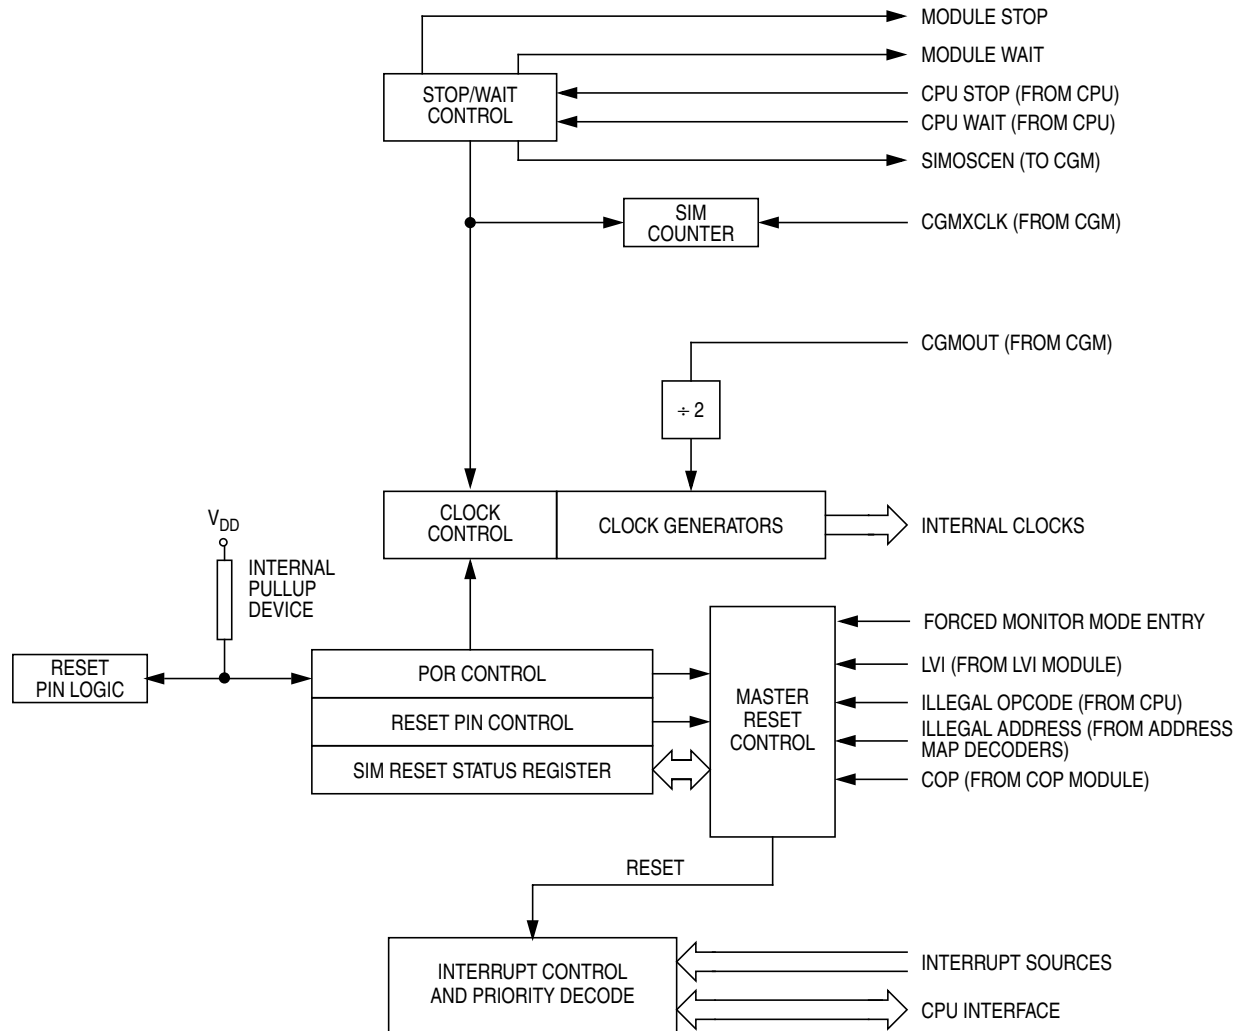 MODULE STOP
MODULE WAIT
STOP/WAIT
CONTROL
CPU STOP (FROM CPU)
CPU WAIT (FROM CPU)
SIMOSCEN (TO CGM)
SIM
COUNTER
CGMXCLK (FROM CGM)
CGMOUT (FROM CGM)
÷ 2
CLOCK
CONTROL
CLOCK GENERATORS
INTERNAL CLOCKS
VDD
INTERNAL
PULLUP
DEVICE
FORCED MONITOR MODE ENTRY
RESET
PIN LOGIC
POR CONTROL
LVI (FROM LVI MODULE)
MASTER
RESET
CONTROL
RESET PIN CONTROL
ILLEGAL OPCODE (FROM CPU)
ILLEGAL ADDRESS (FROM ADDRESS
MAP DECODERS)
SIM RESET STATUS REGISTER
COP (FROM COP MODULE)
RESET
INTERRUPT CONTROL
AND PRIORITY DECODE
INTERRUPT SOURCES
CPU INTERFACE